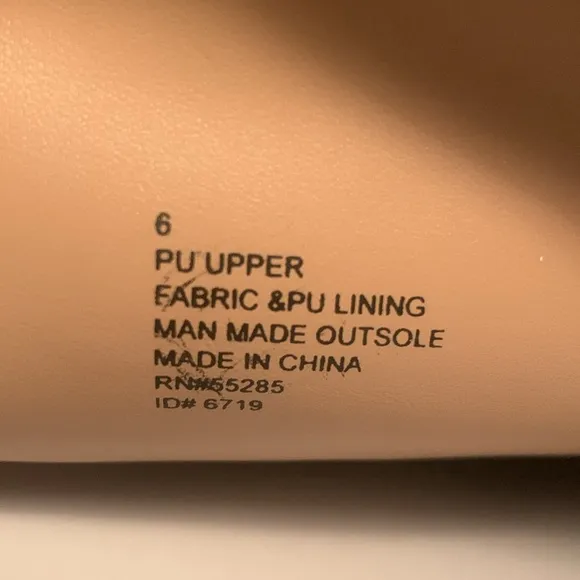 6
PU UPPER
FABRIC &PU LINING
MAN MADE OUTSOLE
MADE IN CHINA
RN#55285
ID# 6719